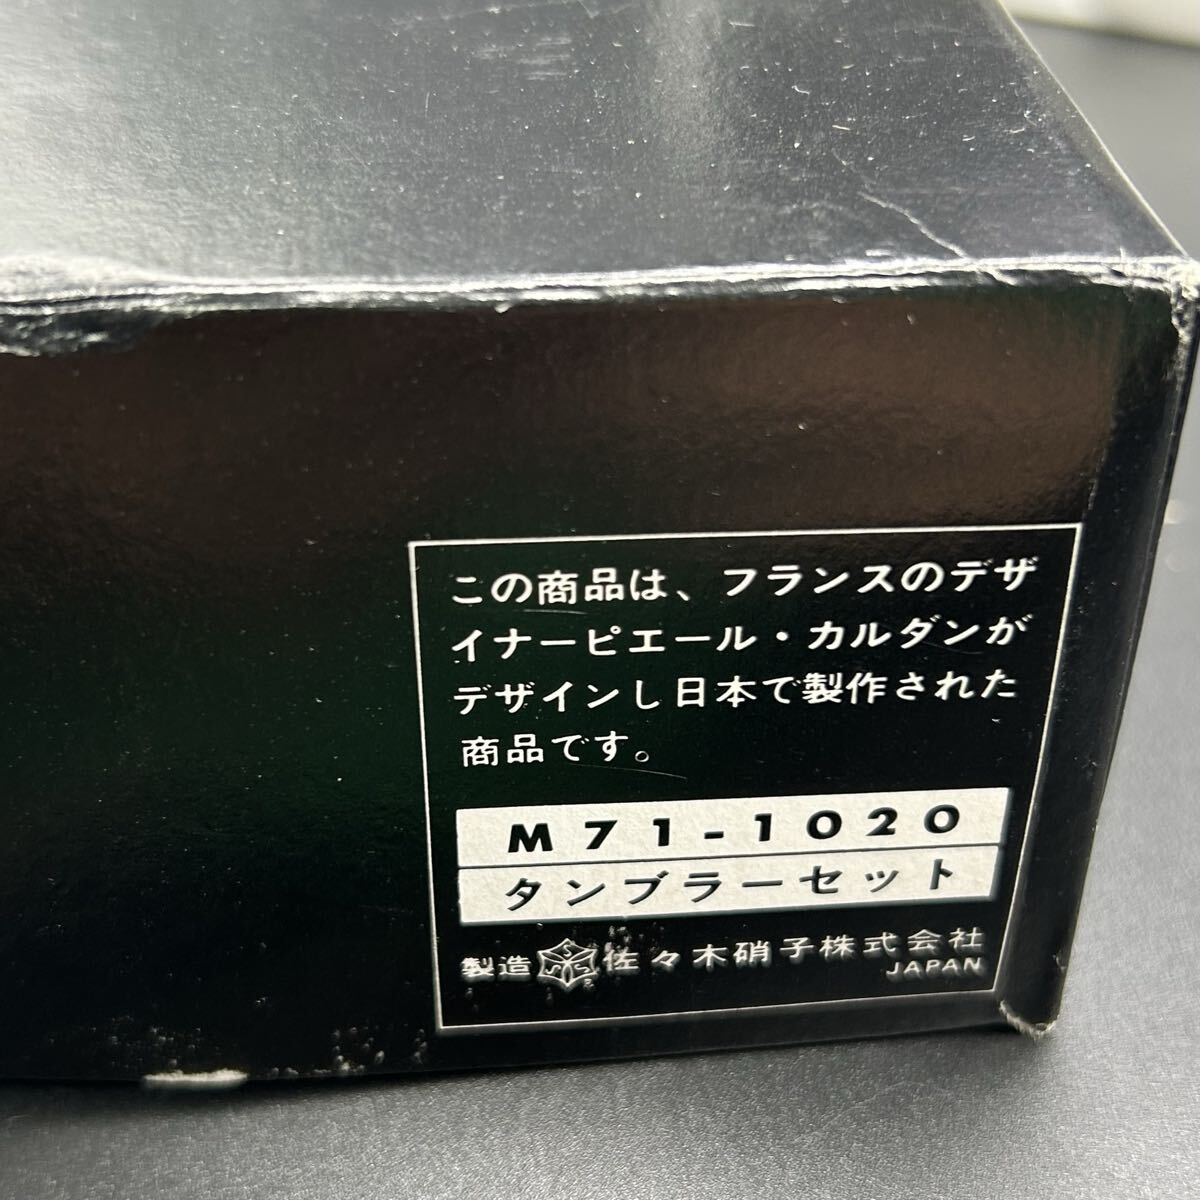 この商品は、フランスのデザ
イナーピエール・カルダンが
デザインし日本で製作された
商品です。
M71-1020
タンブラーセット
製造 佐々木硝子株式会社
JAPAN